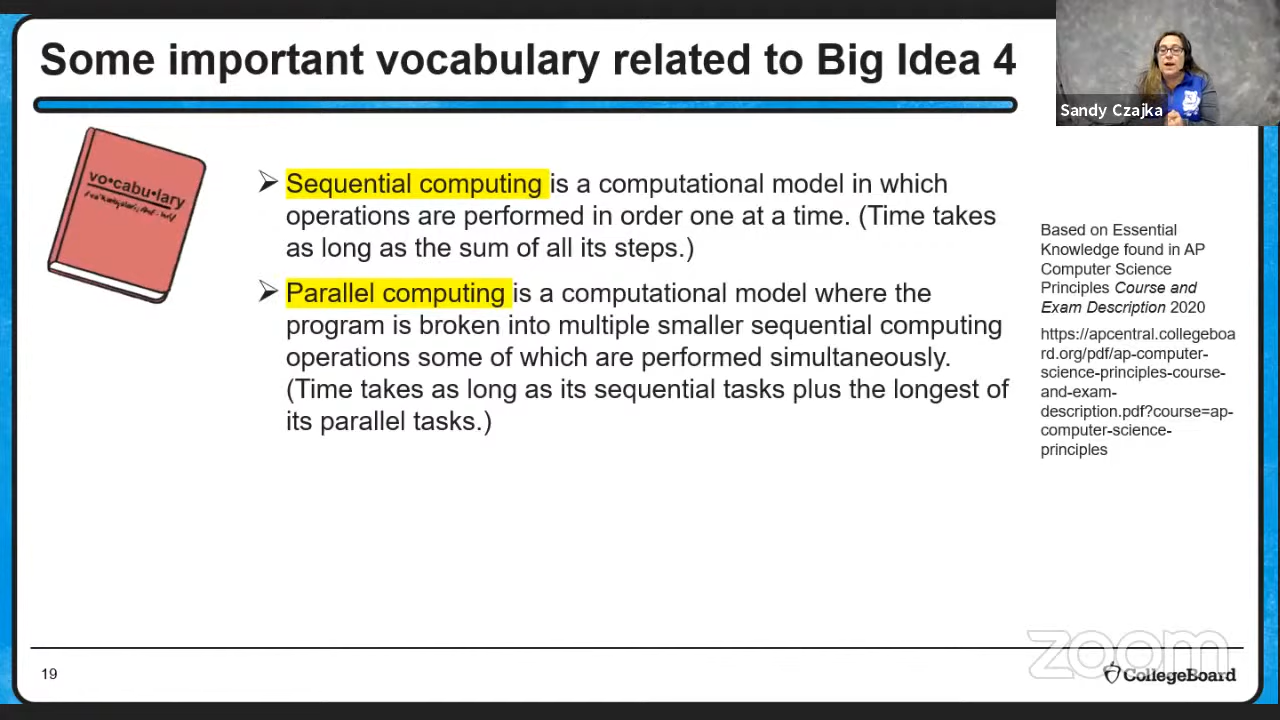 Some important vocabulary related to Big Idea 4
Sandy Czajka
vo•cabu•lary
➢ Sequential computing is a computational model in which
operations are performed in order one at a time. (Time takes
as long as the sum of all its steps.)
➢ Parallel computing is a computational model where the
program is broken into multiple smaller sequential computing
operations some of which are performed simultaneously.
(Time takes as long as its sequential tasks plus the longest of
its parallel tasks.)
Based on Essential
Knowledge found in AP
Computer Science
Principles Course and
Exam Description 2020
https://apcentral.collegeboa
rd.org/pdf/ap-computer-
science-principles-course-
and-exam-
description.pdf?course=ap-
computer-science-
principles
19
zoom
CollegeBoard